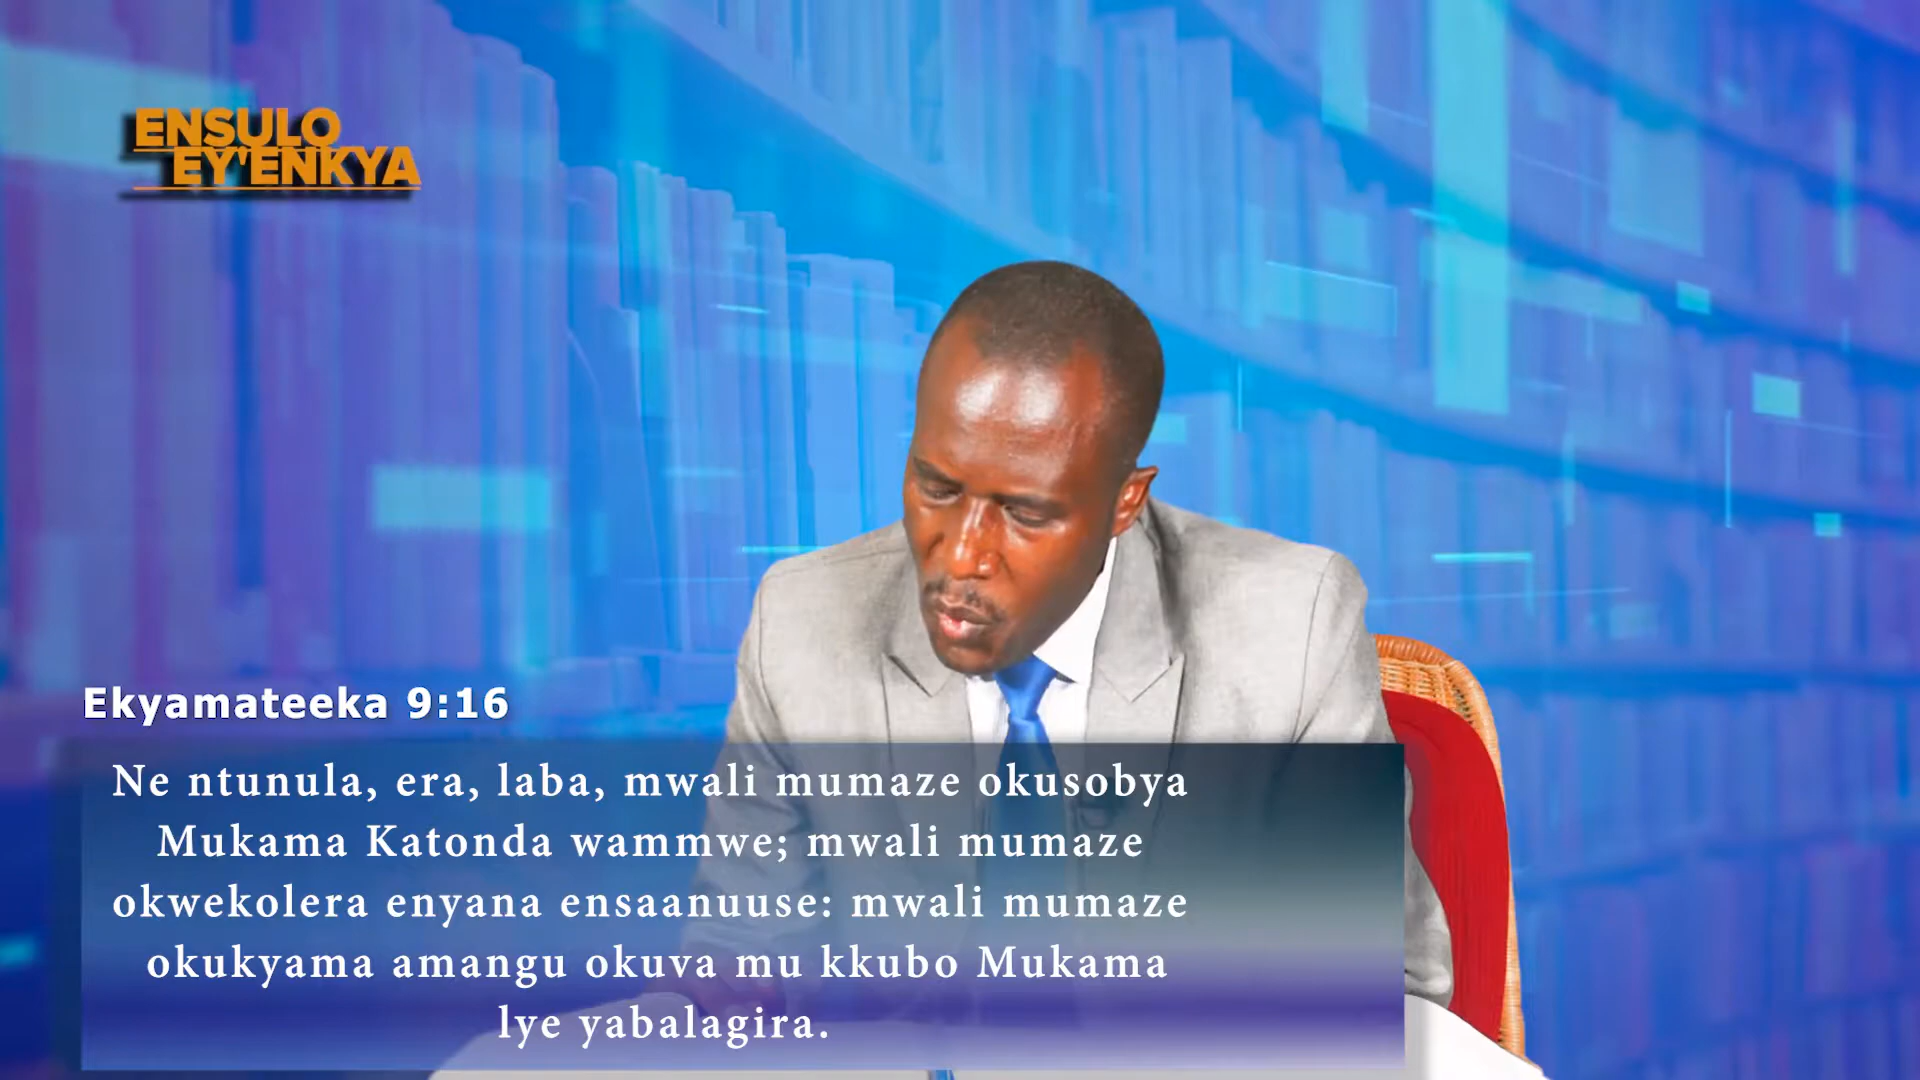 ENSULO
EY'ENKYA
Ekyamateeka 9:16
Ne ntunula, era, laba, mwali mumaze okusobya
Mukama Katonda wammwe; mwali mumaze
okwekolera enyana ensaanuuse: mwali mumaze
okukyama amangu okuva mu kkubo Mukama
lye yabalagira.